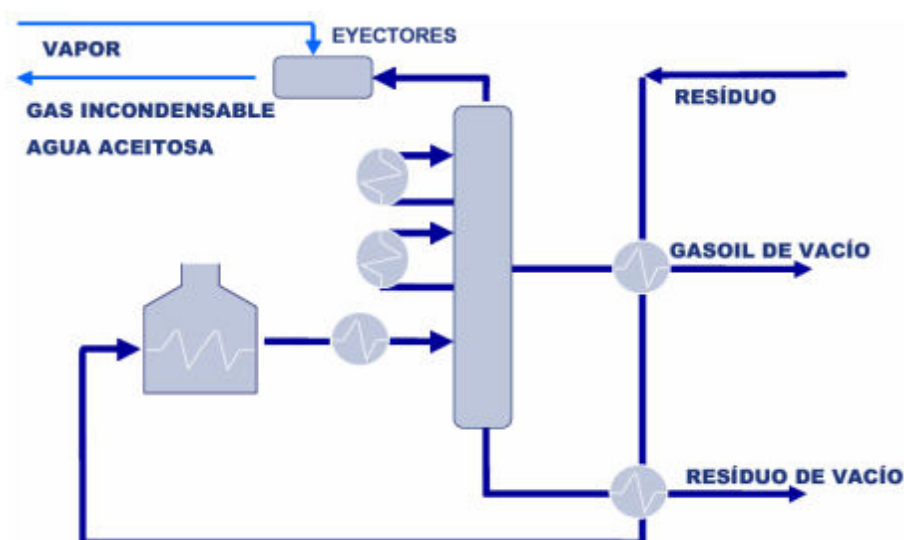 EYECTORES
VAPOR
GAS INCONDENSABLE
AGUA ACEITOSA
RESÍDUO
GASOIL DE VACÍO
RESÍDUO DE VACÍO